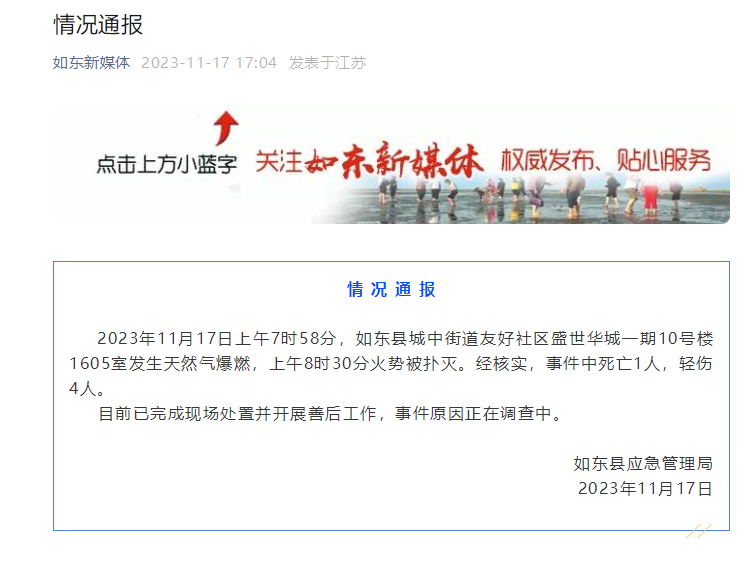 情况通报
如东新媒体 2023-11-17 17:04 发表于江苏
点击上方小蓝字 关注如东新媒体 权威发布、贴心服务
情 况 通 报
2023年11月17日上午7时58分，如东县城中街道友好社区盛世华城一期10号楼
1605室发生天然气爆燃，上午8时30分火势被扑灭。经核实，事件中死亡1人，轻伤
4人。
目前已完成现场处置并开展善后工作，事件原因正在调查中。
如东县应急管理局
2023年11月17日